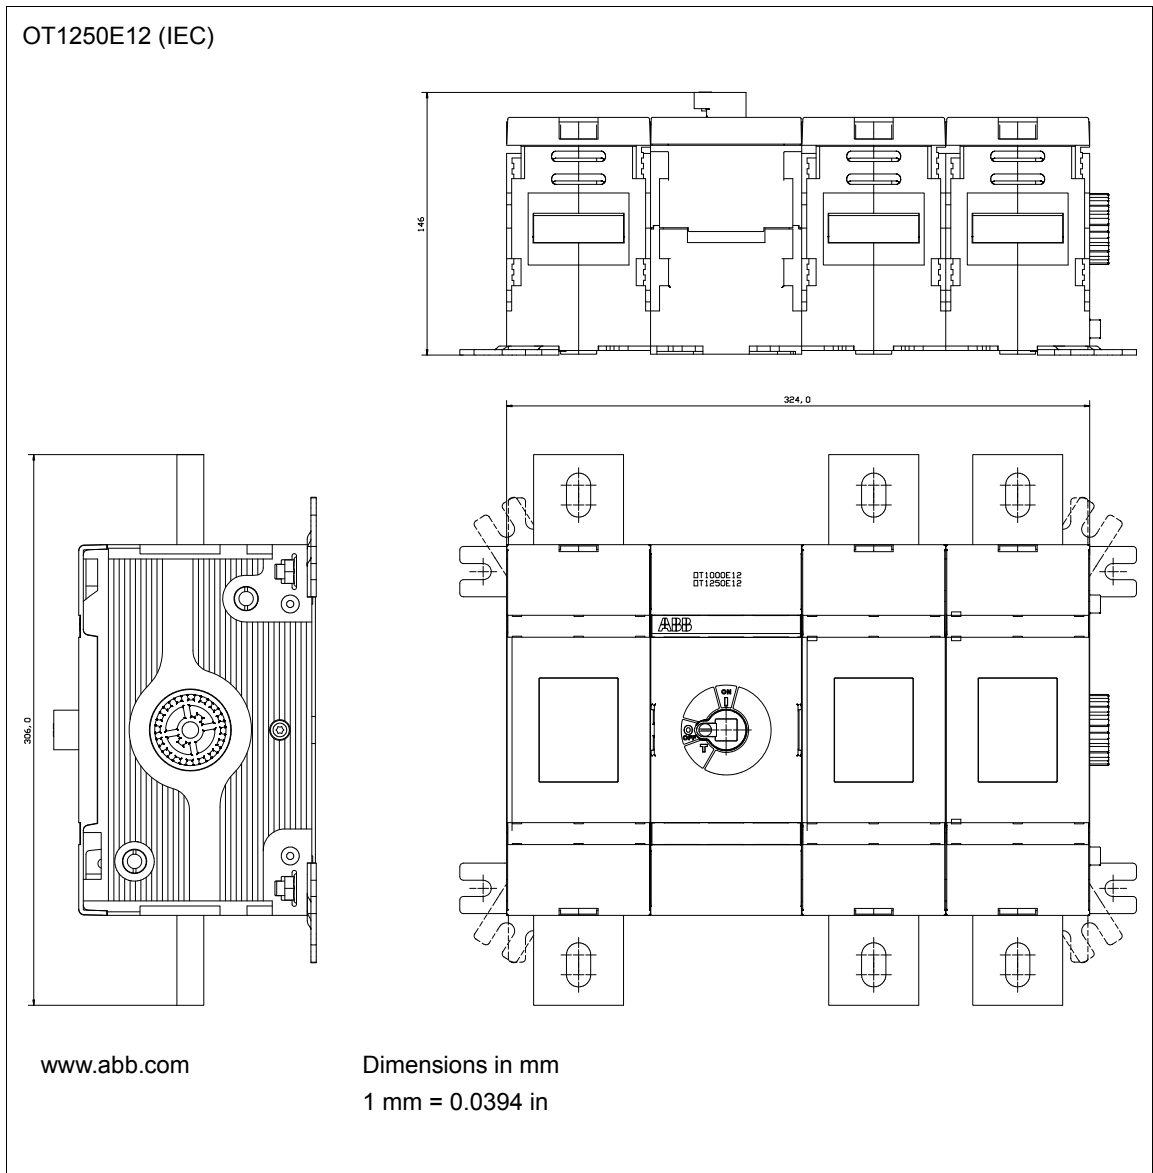 OT1250E12 (IEC)
146
324,0
OT1000E12
OT1250E12
ABB
ON
I
O
OFF
T
306,0
www.abb.com
Dimensions in mm
1 mm = 0.0394 in